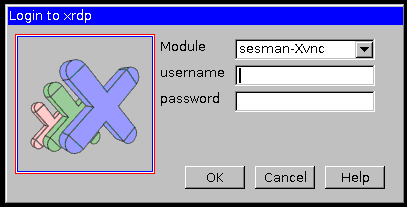 Login to xrdp
Module sesman-Xvnc
username
password
OK Cancel Help